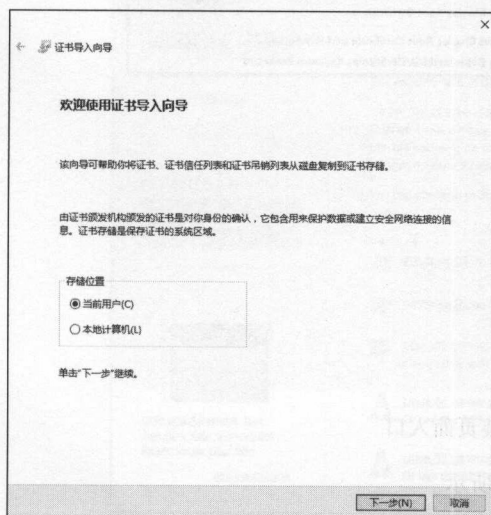 证书导入向导
欢迎使用证书导入向导
该向导可帮助你将证书、证书信任列表和证书吊销列表从磁盘复制到证书存储。
由证书颁发机构颁发的证书是对你身份的确认，它包含用来保护数据或建立安全网络连接的信
息。证书存储是保存证书的系统区域。
存储位置
当前用户(C)
本地计算机(L)
单击"下一步"继续。
下一步(N)
取消